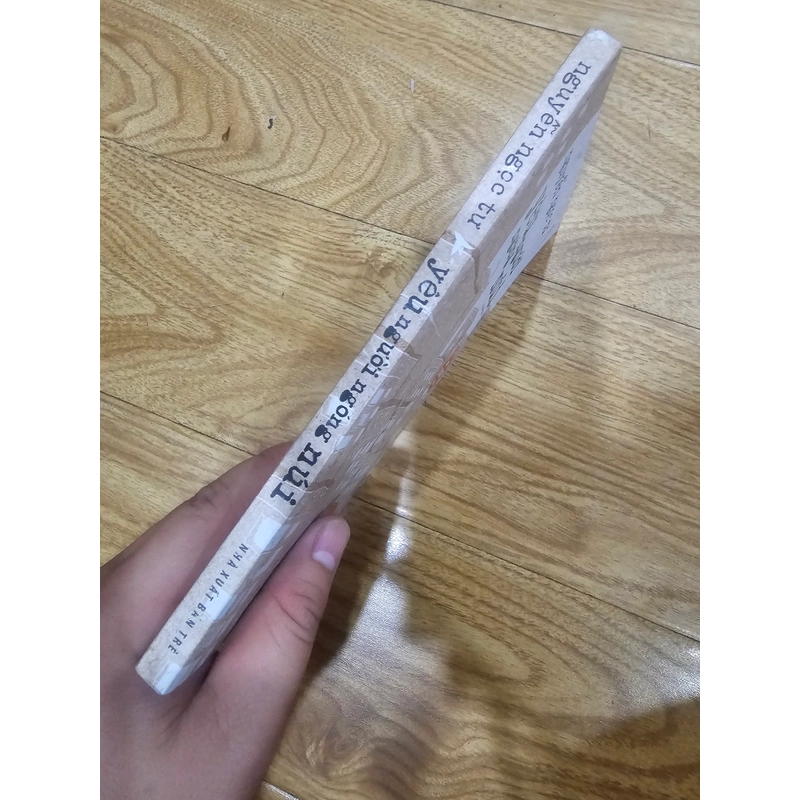 nguyễn ngọc tư
yêu người ngóng núi
NHÀ XUẤT BẢN TRẺ